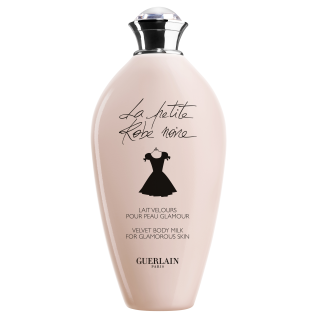 La petite
Robe noire
LAIT VELOURS
POUR PEAU GLAMOUR
VELVET BODY MILK
FOR GLAMOROUS SKIN
GUERLAIN
PARIS